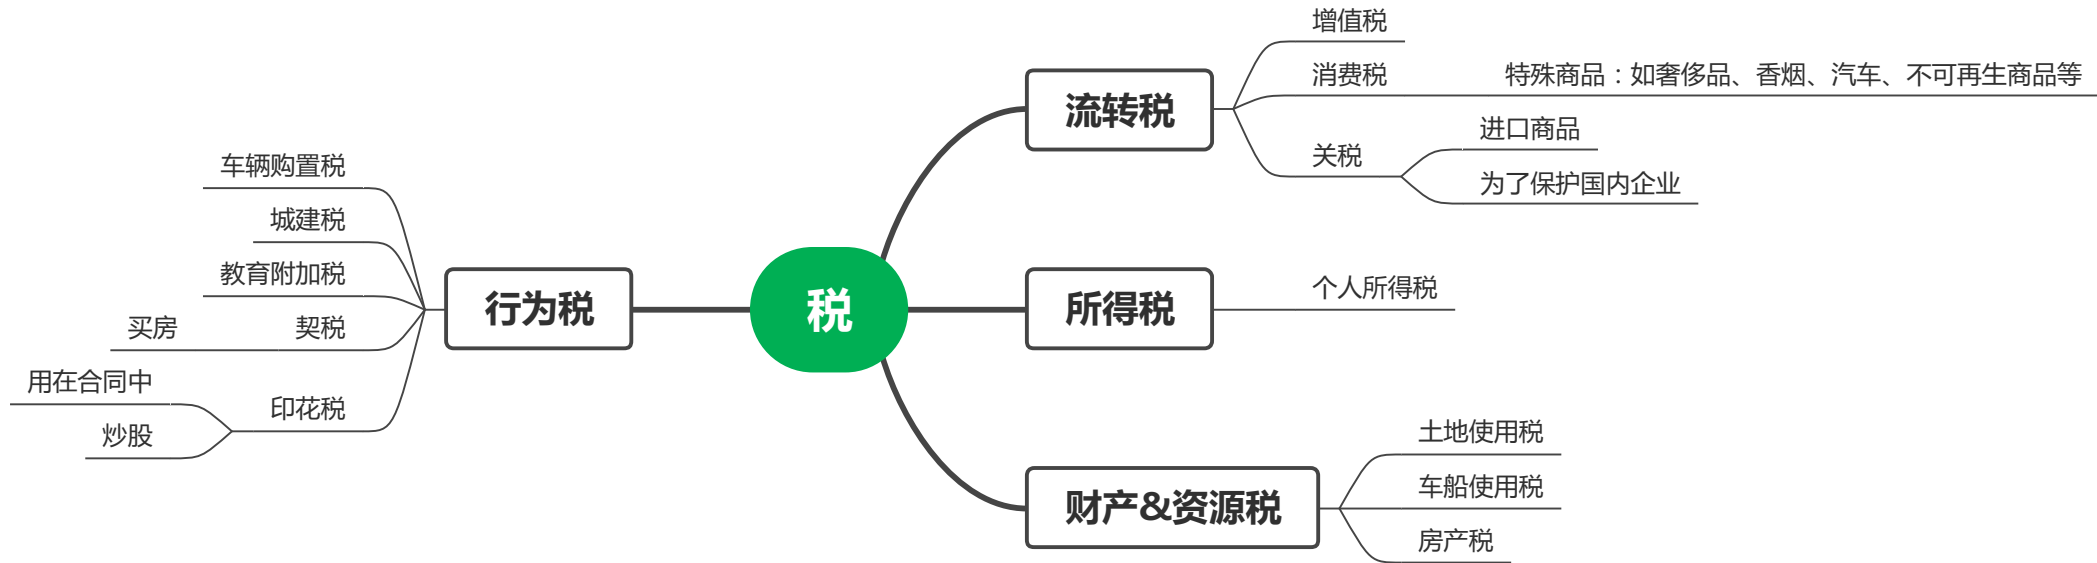 税
流转税
增值税
消费税
特殊商品：如奢侈品、香烟、汽车、不可再生商品等
关税
进口商品
为了保护国内企业
所得税
个人所得税
财产&资源税
土地使用税
车船使用税
房产税
行为税
车辆购置税
城建税
教育附加税
契税
买房
印花税
用在合同中
炒股